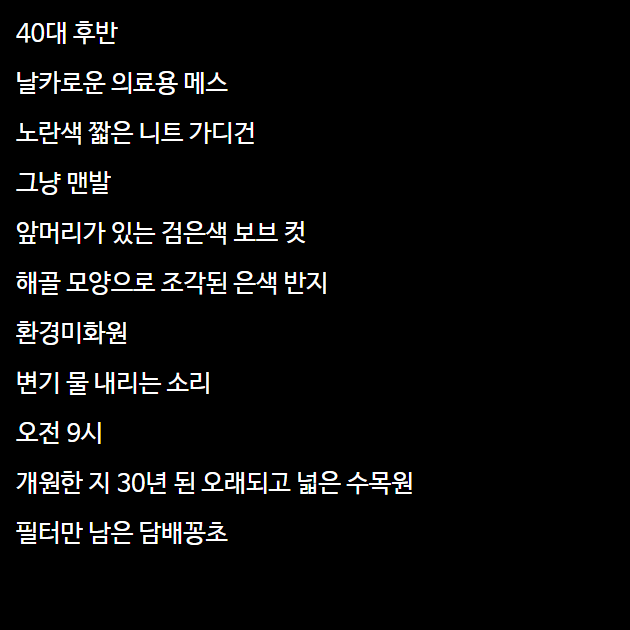 40대 후반
날카로운 의료용 메스
노란색 짧은 니트 가디건
그냥 맨발
앞머리가 있는 검은색 보브 컷
해골 모양으로 조각된 은색 반지
환경미화원
변기 물 내리는 소리
오전 9시
개원한 지 30년 된 오래되고 넓은 수목원
필터만 남은 담배꽁초